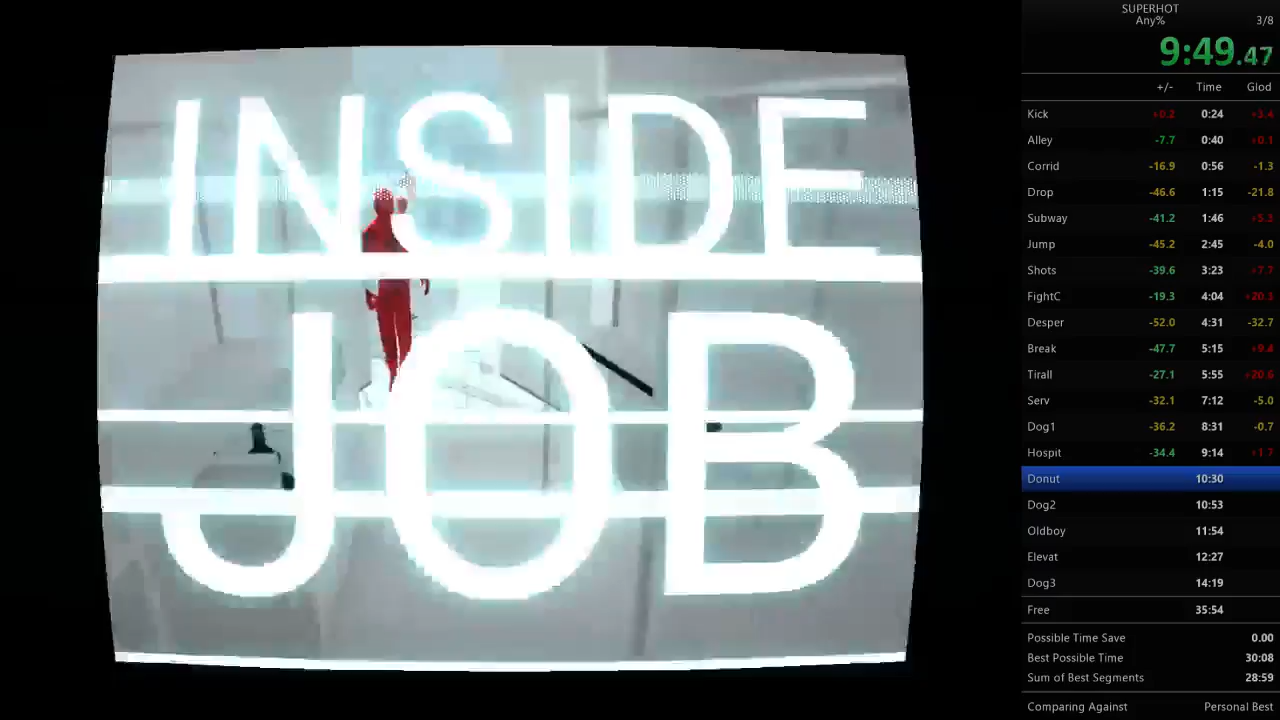 INSIDE
JOB
SUPERHOT
Any% 3/8
9:49.47
+/- Time Glod
Kick +0.2 0:24 +3.4
Alley -7.7 0:40 +0.1
Corrid -16.9 0:56 -1.3
Drop -46.6 1:15 -21.8
Subway -41.2 1:46 +5.3
Jump -45.2 2:45 -4.0
Shots -39.6 3:23 +7.7
FightC -19.3 4:04 +20.3
Desper -52.0 4:31 -32.7
Break -47.7 5:15 +9.4
Tirall -27.1 5:55 +20.6
Serv -32.1 7:12 -5.0
Dog1 -36.2 8:31 -0.7
Hospit -34.4 9:14 +1.7
Donut 10:30
Dog2 10:53
Oldboy 11:54
Elevat 12:27
Dog3 14:19
Free 35:54
Possible Time Save 0.00
Best Possible Time 30:08
Sum of Best Segments 28:59
Comparing Against Personal Best